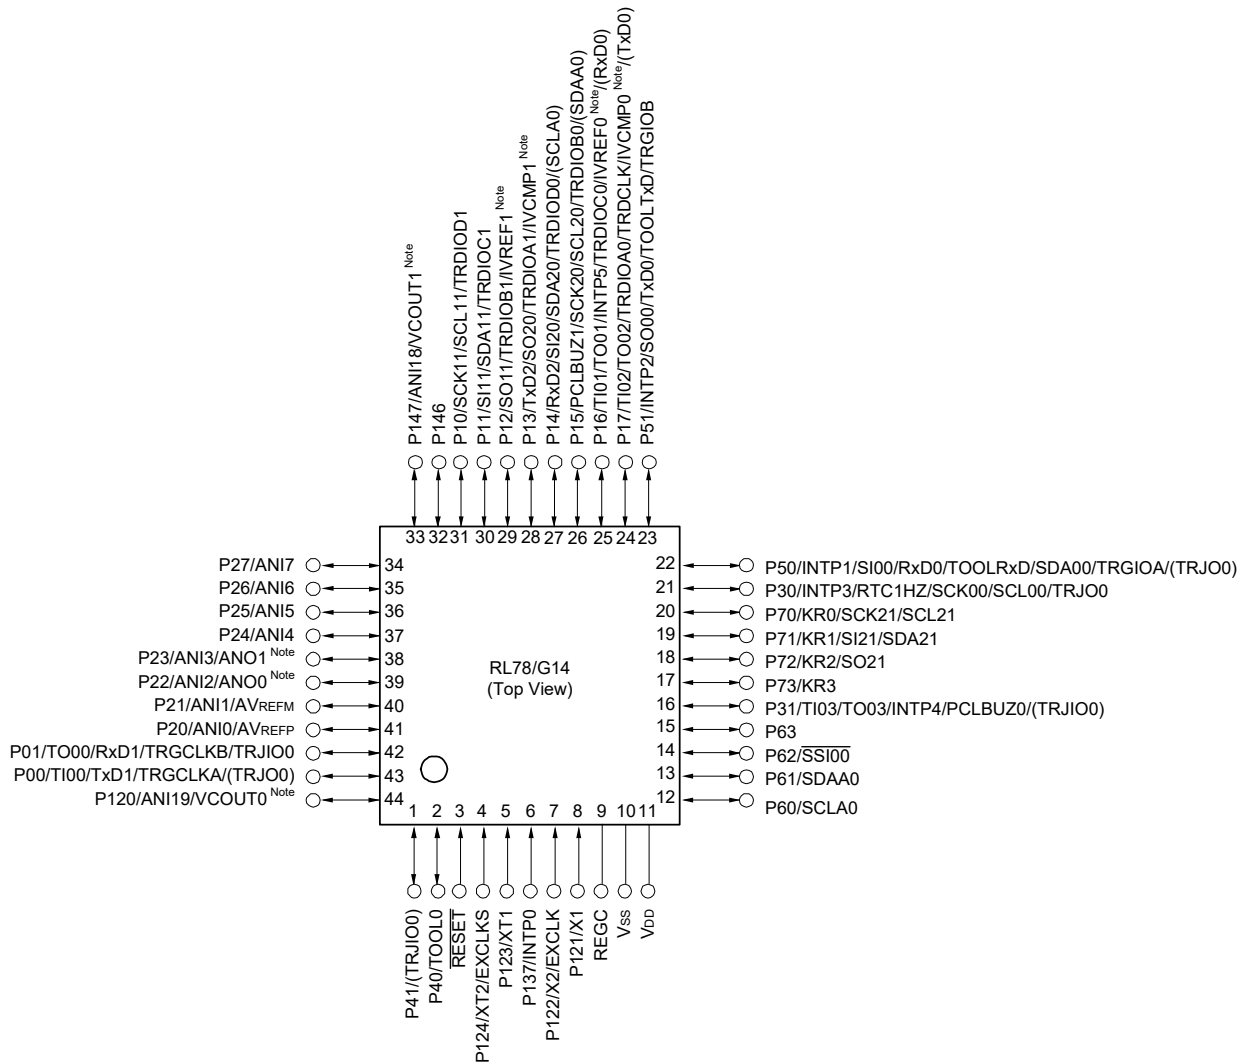 P147/ANI18/VCOUT1 Note
P146
P10/SCK11/SCL11/TRDIOD1
P11/SI11/SDA11/TRDIOC1
P12/SO11/TRDIOB1/IVREF1 Note
P13/TxD2/SO20/TRDIOA1/IVCMP1 Note
P14/RxD2/SI20/SDA20/TRDIOD0/(SCLA0)
P15/PCLBUZ1/SCK20/SCL20/TRDIOB0/(SDAA0)
P16/TI01/TO01/INTP5/TRDIOC0/IVREF0 Note/(RxD0)
P17/TI02/TO02/TRDIOA0/TRDCLK/IVCMP0 Note/(TxD0)
P51/INTP2/SO00/TxD0/TOOLTxD/TRGIOB
33 32 31 30 29 28 27 26 25 24 23
P27/ANI7 34
P26/ANI6 35
P25/ANI5 36
P24/ANI4 37
P23/ANI3/ANO1 Note 38
P22/ANI2/ANO0 Note 39
P21/ANI1/AVREFM 40
P20/ANI0/AVREFP 41
P01/TO00/RxD1/TRGCLKB/TRJIO0 42
P00/TI00/TxD1/TRGCLKA/(TRJO0) 43
P120/ANI19/VCOUT0 Note 44
RL78/G14
(Top View)
22 P50/INTP1/SI00/RxD0/TOOLRxD/SDA00/TRGIOA/(TRJO0)
21 P30/INTP3/RTC1HZ/SCK00/SCL00/TRJO0
20 P70/KR0/SCK21/SCL21
19 P71/KR1/SI21/SDA21
18 P72/KR2/SO21
17 P73/KR3
16 P31/TI03/TO03/INTP4/PCLBUZ0/(TRJIO0)
15 P63
14 P62/SSI00
13 P61/SDAA0
12 P60/SCLA0
1 2 3 4 5 6 7 8 9 10 11
P41/(TRJIO0)
P40/TOOL0
RESET
P124/XT2/EXCLKS
P123/XT1
P137/INTP0
P122/X2/EXCLK
P121/X1
REGC
VSS
VDD